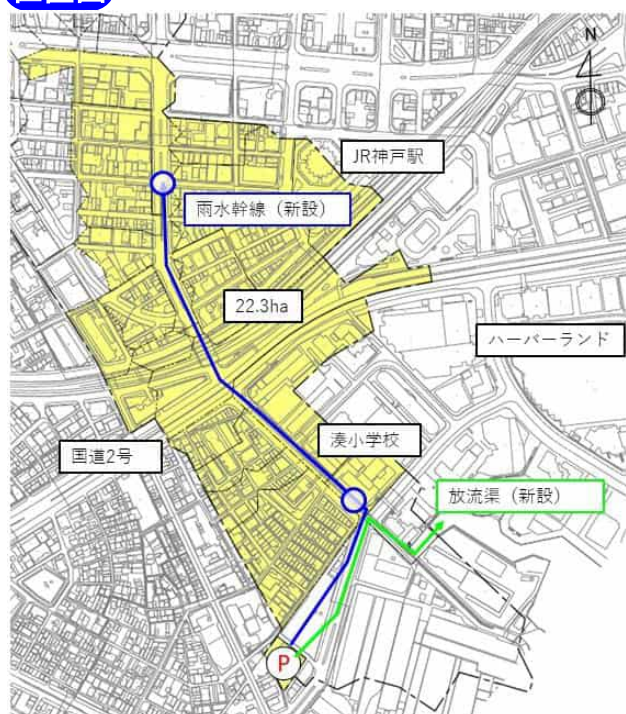 N
JR神戸駅
雨水幹線（新設）
22.3ha
ハーバーランド
湊小学校
国道2号
放流渠（新設）
P